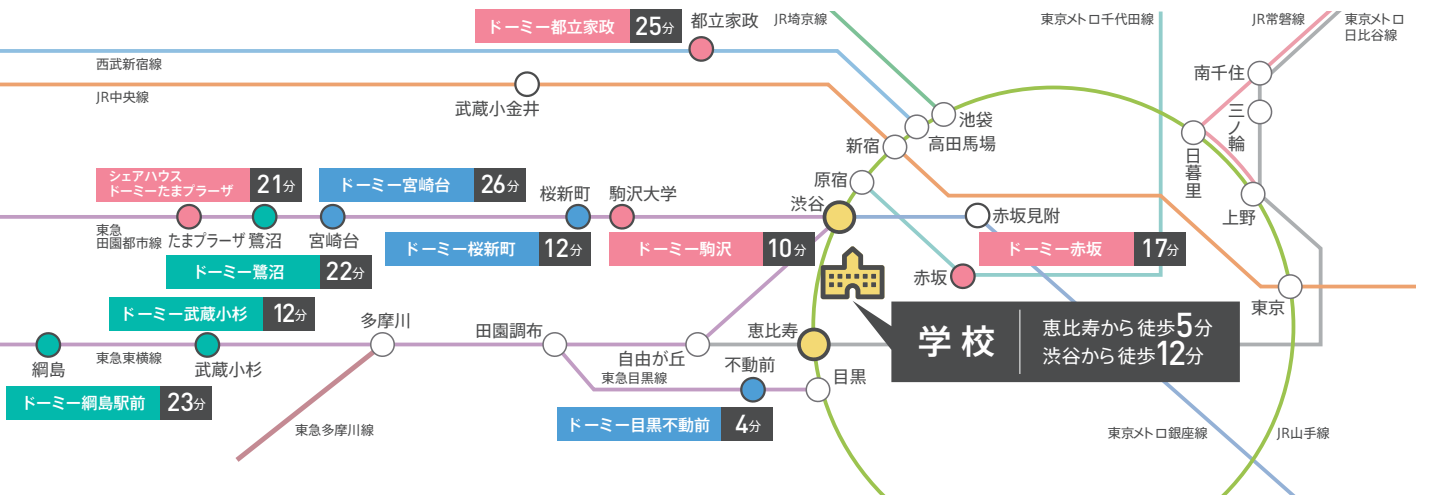 ドーミー都立家政 25分
都立家政
JR埼京線
東京メトロ千代田線
JR常磐線
東京メトロ
日比谷線
西武新宿線
JR中央線
武蔵小金井
池袋
高田馬場
新宿
原宿
渋谷
南千住
三ノ輪
日暮里
上野
シェアハウス
ドーミーたまプラーザ 21分
ドーミー宮崎台 26分
桜新町
駒沢大学
赤坂見附
東急
田園都市線
たまプラーザ
鷺沼
宮崎台
ドーミー桜新町 12分
ドーミー駒沢 10分
ドーミー赤坂 17分
ドーミー鷺沼 22分
赤坂
東京
ドーミー武蔵小杉 12分
多摩川
田園調布
自由が丘
恵比寿
学校
恵比寿から徒歩5分
渋谷から徒歩12分
綱島
東急東横線
武蔵小杉
東急目黒線
不動前
目黒
ドーミー綱島駅前 23分
東急多摩川線
ドーミー目黒不動前 4分
東京メトロ銀座線
JR山手線